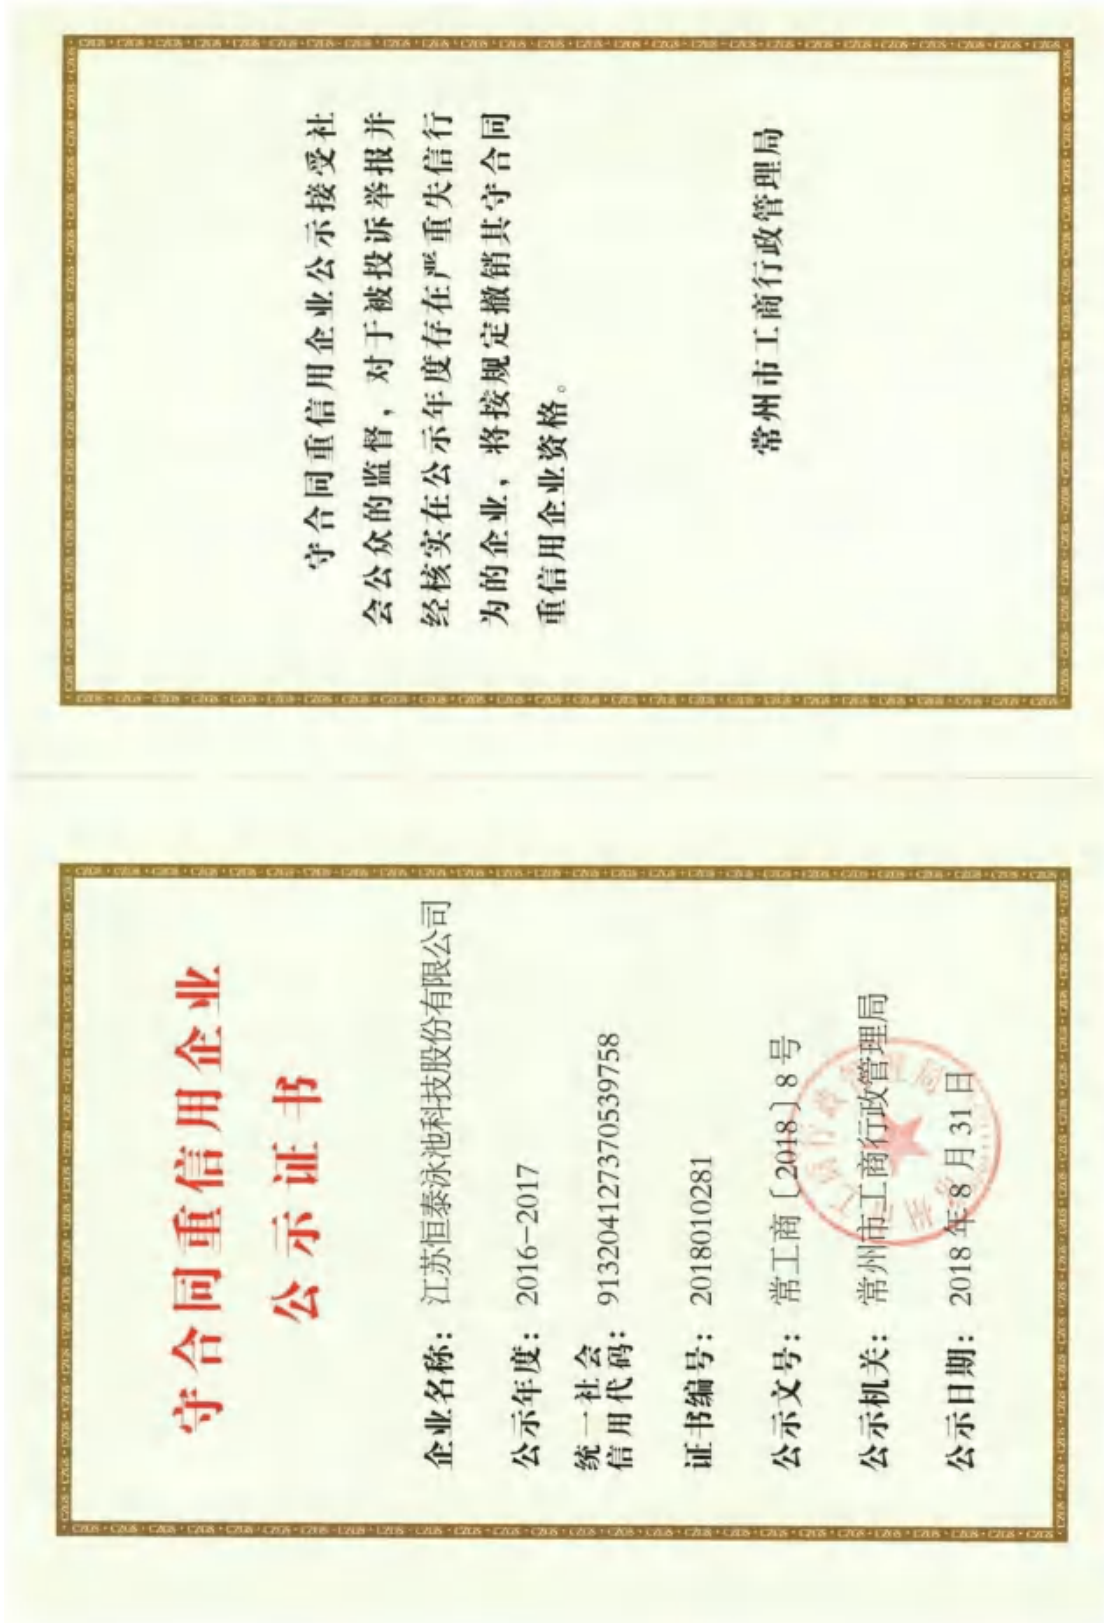 守合同重信用企业
公示证书
企业名称：江苏恒泰泳池科技股份有限公司
公示年度：2016-2017
统一社会
信用代码：913204127370539758
证书编号：2018010281
公示文号：常工商〔2018〕8号
公示机关：常州市工商行政管理局
公示日期：2018年8月31日
守合同重信用企业公示接受社
会公众的监督，对于被投诉举报并
经核实在公示年度存在严重失信行
为的企业，将按规定撤销其守合同
重信用企业资格。
常州市工商行政管理局